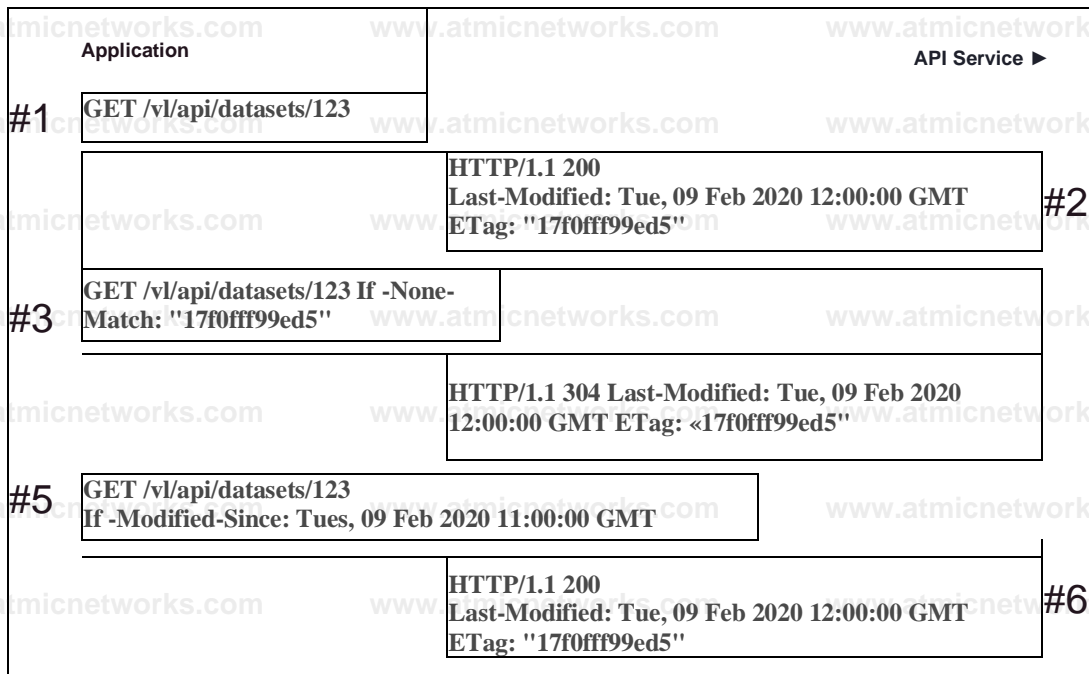 www.atmicnetworks.com
Application
API Service ►
#1
GET /vl/api/datasets/123
HTTP/1.1 200
Last-Modified: Tue, 09 Feb 2020 12:00:00 GMT
ETag: "17f0fff99ed5"
#2
#3
GET /vl/api/datasets/123 If -None-
Match: "17f0fff99ed5"
HTTP/1.1 304 Last-Modified: Tue, 09 Feb 2020
12:00:00 GMT ETag: «17f0fff99ed5"
#5
GET /vl/api/datasets/123
If -Modified-Since: Tues, 09 Feb 2020 11:00:00 GMT
HTTP/1.1 200
Last-Modified: Tue, 09 Feb 2020 12:00:00 GMT
ETag: "17f0fff99ed5"
#6